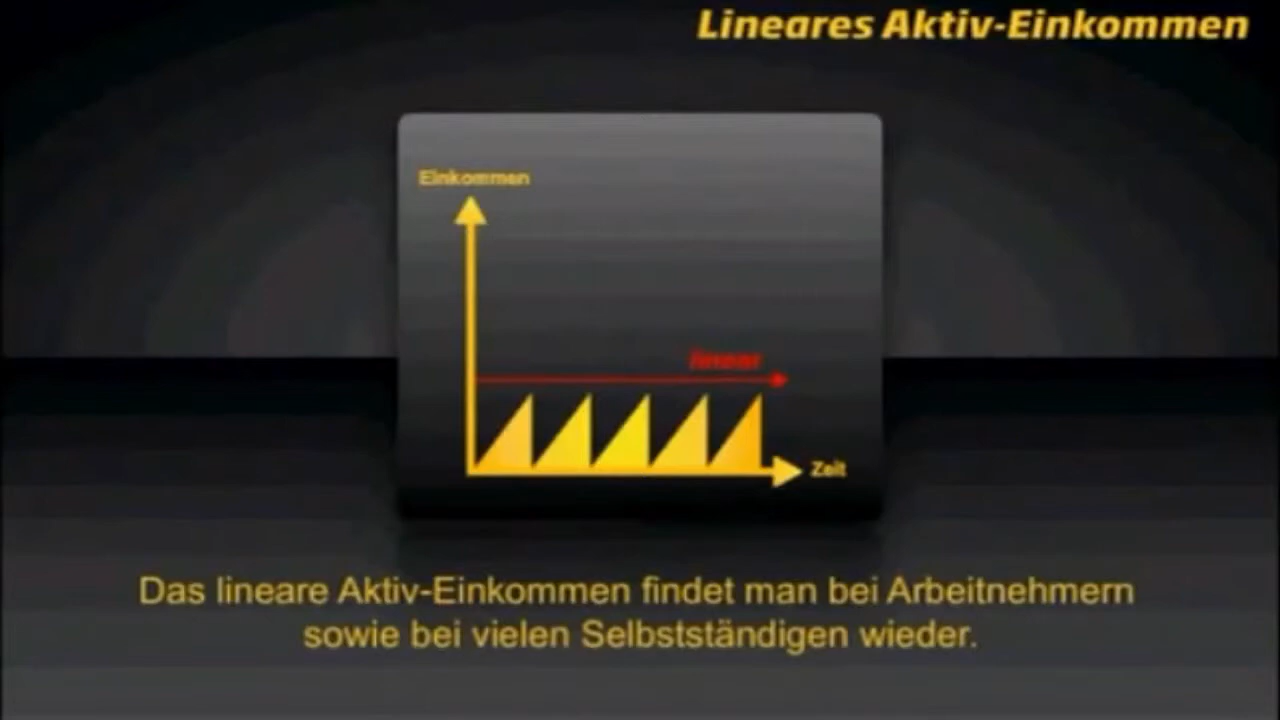 Lineares Aktiv-Einkommen
Einkommen
linear
Zeit
Das lineare Aktiv-Einkommen findet man bei Arbeitnehmern
sowie bei vielen Selbstständigen wieder.